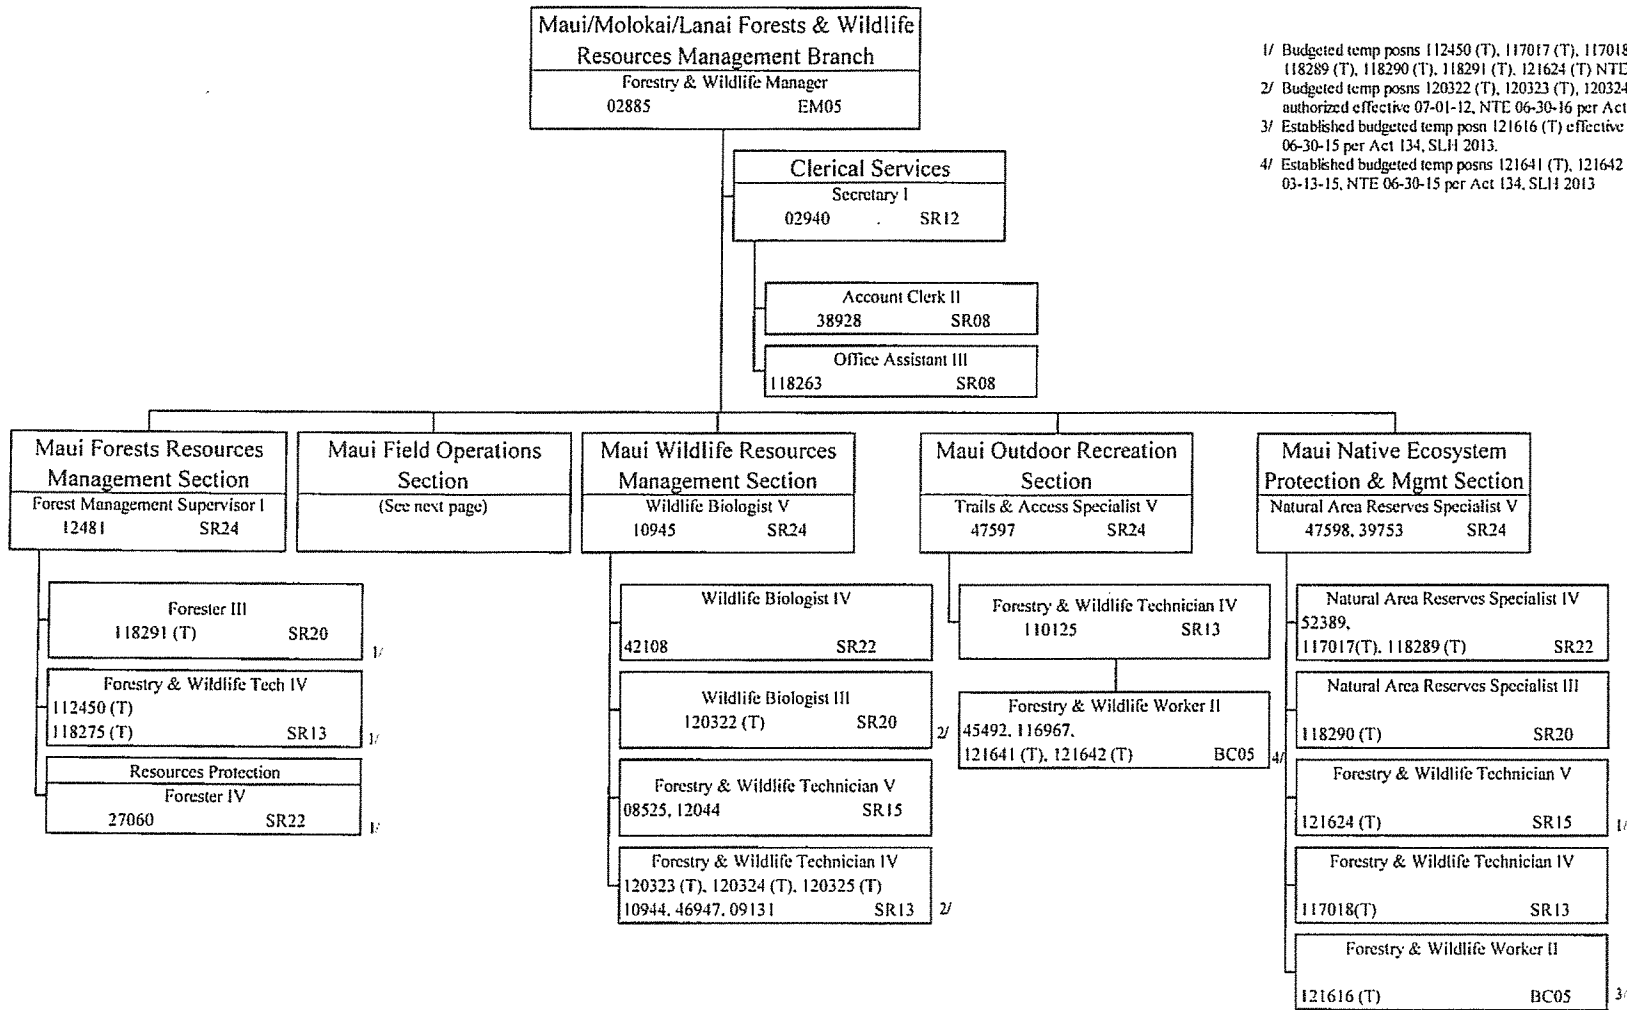 Maui/Molokai/Lanai Forests & Wildlife
Resources Management Branch
Forestry & Wildlife Manager
02885 EM05
1/ Budgeted temp posns 112450 (T), 117017 (T), 117018
118289 (T), 118290 (T), 118291 (T), 121624 (T) NTE
2/ Budgeted temp posns 120322 (T), 120323 (T), 120324
authorized effective 07-01-12, NTE 06-30-16 per Act
3/ Established budgeted temp posn 121616 (T) effective
06-30-15 per Act 134, SLH 2013.
4/ Established budgeted temp posns 121641 (T), 121642
03-13-15, NTE 06-30-15 per Act 134, SLH 2013
Clerical Services
Secretary I
02940 SR12
Account Clerk II
38928 SR08
Office Assistant III
118263 SR08
Maui Forests Resources
Management Section
Forest Management Supervisor I
12481 SR24
Forester III
118291 (T) SR20
1/
Forestry & Wildlife Tech IV
112450 (T)
118275 (T) SR13
1/
Resources Protection
Forester IV
27060 SR22
1/
Maui Field Operations
Section
(See next page)
Maui Wildlife Resources
Management Section
Wildlife Biologist V
10945 SR24
Wildlife Biologist IV
42108 SR22
Wildlife Biologist III
120322 (T) SR20
2/
Forestry & Wildlife Technician V
08525, 12044 SR15
Forestry & Wildlife Technician IV
120323 (T), 120324 (T), 120325 (T)
10944, 46947, 09131 SR13
2/
Maui Outdoor Recreation
Section
Trails & Access Specialist V
47597 SR24
Forestry & Wildlife Technician IV
110125 SR13
Forestry & Wildlife Worker II
45492, 116967,
121641 (T), 121642 (T) BC05
4/
Maui Native Ecosystem
Protection & Mgmt Section
Natural Area Reserves Specialist V
47598, 39753 SR24
Natural Area Reserves Specialist IV
52389,
117017(T), 118289 (T) SR22
Natural Area Reserves Specialist III
118290 (T) SR20
Forestry & Wildlife Technician V
121624 (T) SR15
1/
Forestry & Wildlife Technician IV
117018(T) SR13
Forestry & Wildlife Worker II
121616 (T) BC05
3/